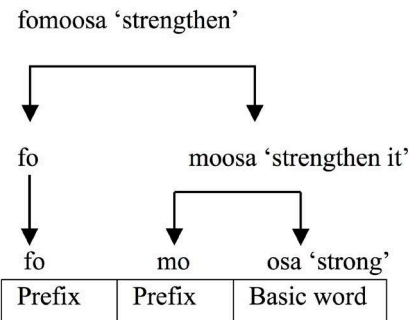 fomoosa ‘strengthen’
fo moosa ‘strengthen it’
fo mo osa ‘strong’
Prefix Prefix Basic word